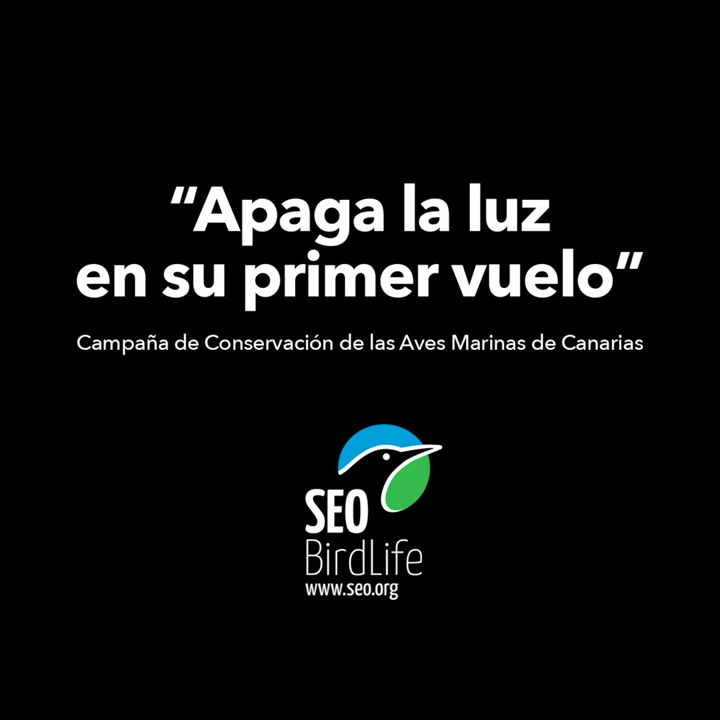 “Apaga la luz
en su primer vuelo”
Campaña de Conservación de las Aves Marinas de Canarias
SEO
BirdLife
www.seo.org